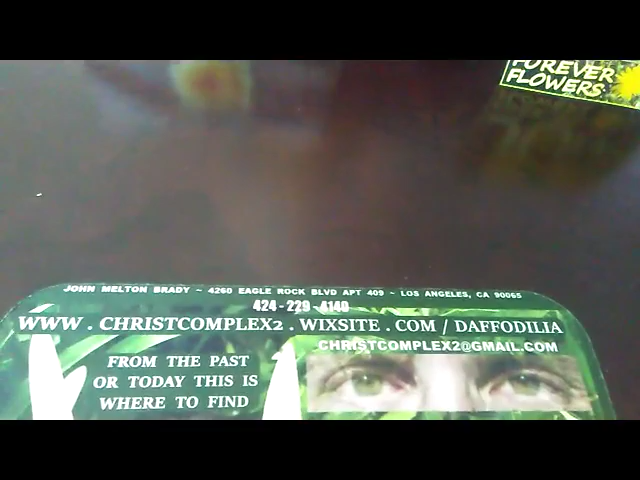 FOREVER
FLOWERS
JOHN MELTON BRADY ~ 4260 EAGLE ROCK BLVD APT 409 ~ LOS ANGELES, CA 90065
424-229-4140
WWW . CHRISTCOMPLEX2 . WIXSITE . COM / DAFFODILIA
CHRISTCOMPLEX2@GMAIL.COM
FROM THE PAST
OR TODAY THIS IS
WHERE TO FIND